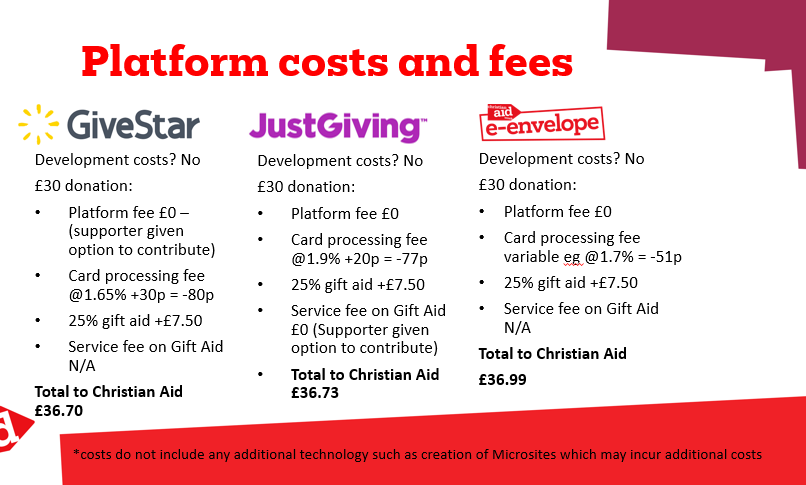 Platform costs and fees
GiveStar
Development costs? No
£30 donation:
• Platform fee £0 –
(supporter given
option to contribute)
• Card processing fee
@1.65% +30p = -80p
• 25% gift aid +£7.50
• Service fee on Gift Aid
N/A
Total to Christian Aid
£36.70
JustGiving™
Development costs? No
£30 donation:
• Platform fee £0
• Card processing fee
@1.9% +20p = -77p
• 25% gift aid +£7.50
• Service fee on Gift Aid
£0 (Supporter given
option to contribute)
• Total to Christian Aid
£36.73
christian
aid
e-envelope
Development costs? No
£30 donation:
• Platform fee £0
• Card processing fee
variable eg @1.7% = -51p
• 25% gift aid +£7.50
• Service fee on Gift Aid
N/A
Total to Christian Aid
£36.99
d
*costs do not include any additional technology such as creation of Microsites which may incur additional costs